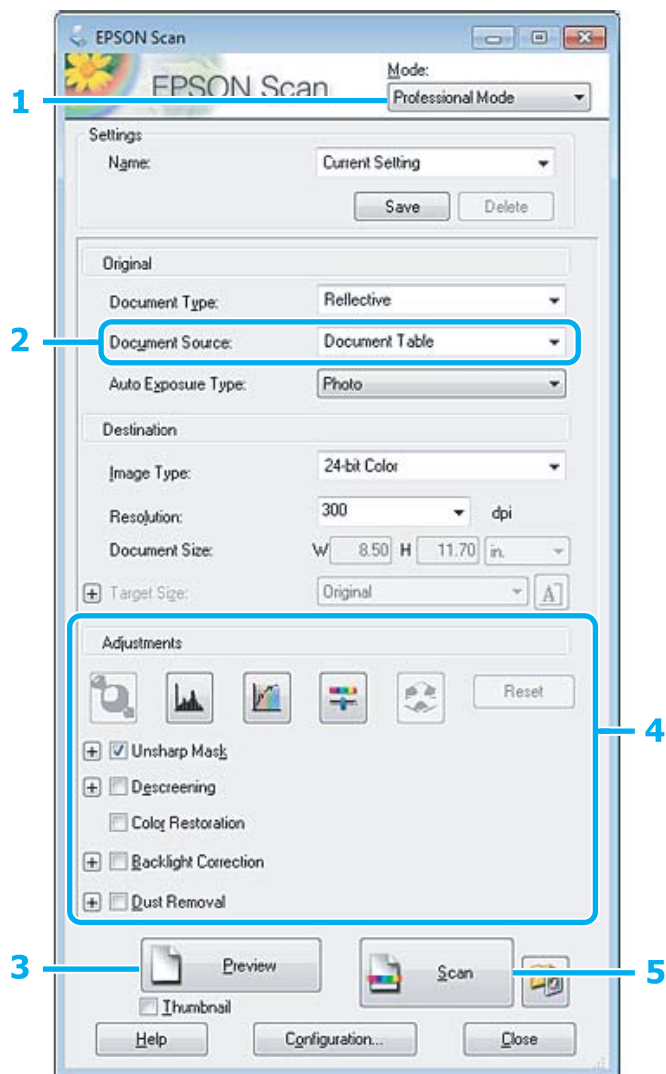 EPSON Scan
EPSON Scan
Mode:
1
Professional Mode
Settings
Name: Current Setting
Save Delete
Original
Document Type: Reflective
2
Document Source: Document Table
Auto Exposure Type: Photo
Destination
Image Type: 24-bit Color
Resolution: 300 dpi
Document Size: W 8.50 H 11.70 in.
Target Size: Original A
Adjustments
Reset
4
Unsharp Mask
Descreening
Color Restoration
Backlight Correction
Dust Removal
3
Preview Scan
5
Thumbnail
Help Configuration... Close